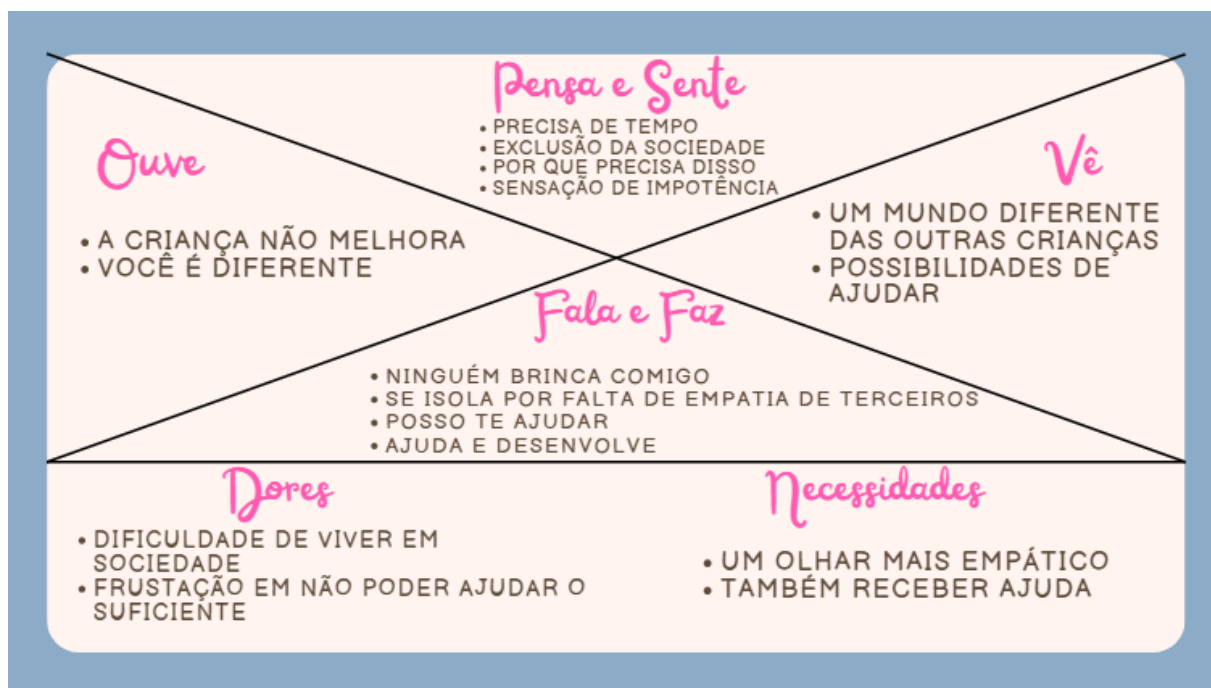 Pensa e Sente
• PRECISA DE TEMPO
• EXCLUSÃO DA SOCIEDADE
• POR QUE PRECISA DISSO
• SENSAÇÃO DE IMPOTÊNCIA
Ouve
• A CRIANÇA NÃO MELHORA
• VOCÊ É DIFERENTE
Vê
• UM MUNDO DIFERENTE
DAS OUTRAS CRIANÇAS
• POSSIBILIDADES DE
AJUDAR
Fala e Faz
• NINGUÉM BRINCA COMIGO
• SE ISOLA POR FALTA DE EMPATIA DE TERCEIROS
• POSSO TE AJUDAR
• AJUDA E DESENVOLVE
Dores
• DIFICULDADE DE VIVER EM
SOCIEDADE
• FRUSTAÇÃO EM NÃO PODER AJUDAR O
SUFICIENTE
Necessidades
• UM OLHAR MAIS EMPÁTICO
• TAMBÉM RECEBER AJUDA